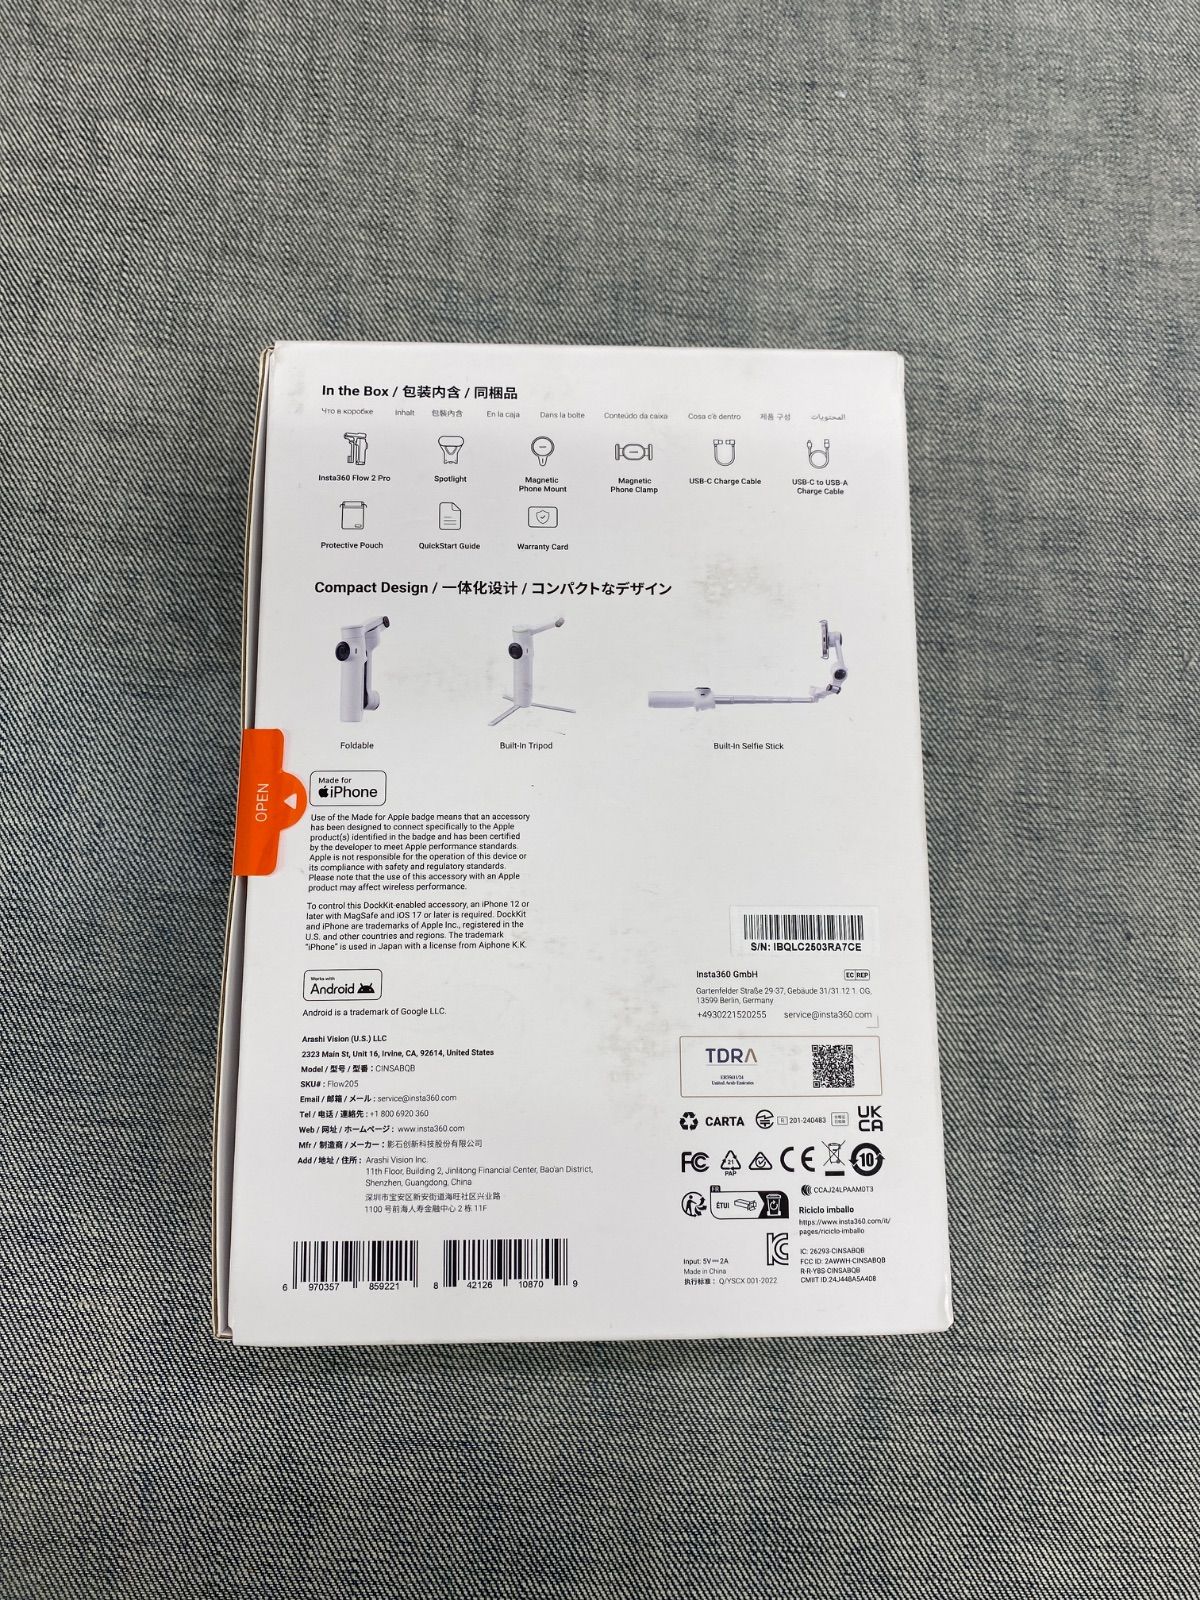 In the Box / 包装内含 / 同梱品
Что в коробке Inhalt 包裝內含 En la caja Dans la boîte Conteúdo da caixa Cosa c'è dentro 제품 구성 المحتويات
Insta360 Flow 2 Pro
Spotlight
Magnetic
Phone Mount
Magnetic
Phone Clamp
USB-C Charge Cable
USB-C to USB-A
Charge Cable
Protective Pouch
QuickStart Guide
Warranty Card
Compact Design / 一体化设计 / コンパクトなデザイン
Foldable
Built-In Tripod
Built-In Selfie Stick
OPEN
Made for
iPhone
Use of the Made for Apple badge means that an accessory
has been designed to connect specifically to the Apple
product(s) identified in the badge and has been certified
by the developer to meet Apple performance standards.
Apple is not responsible for the operation of this device or
its compliance with safety and regulatory standards.
Please note that the use of this accessory with an Apple
product may affect wireless performance.
To control this DockKit-enabled accessory, an iPhone 12 or
later with MagSafe and iOS 17 or later is required. DockKit
and iPhone are trademarks of Apple Inc., registered in the
U.S. and other countries and regions. The trademark
"iPhone" is used in Japan with a license from Aiphone K.K.
Works with
Android
Android is a trademark of Google LLC.
Arashi Vision (U.S.) LLC
2323 Main St, Unit 16, Irvine, CA, 92614, United States
Model / 型号 / 型番 : CINSABQB
SKU# : Flow205
Email / 邮箱 / メール : service@insta360.com
Tel / 电话 / 連絡先 : +1 800 6920 360
Web / 网址 / ホームページ : www.insta360.com
Mfr / 制造商 / メーカー : 影石创新科技股份有限公司
Add / 地址 / 住所 : Arashi Vision Inc.
11th Floor, Building 2, Jinlitong Financial Center, Bao'an District,
Shenzhen, Guangdong, China
深圳市宝安区新安街道海旺社区兴业路
1100 号前海人寿金融中心 2 栋 11F
6 970357 859221
8 42126 10870 9
S/N: IBQLC2503RA7CE
Insta360 GmbH
EC REP
Gartenfelder Straße 29-37, Gebäude 31/31.12 1. OG,
13599 Berlin, Germany
+4930221520255 service@insta360.com
TDRA
ER35611/24
United Arab Emirates
CARTA
R 201-240483
UK
CA
FC
21
PAP
CE
10
FR
ÉTUI
CCAJ24LPAAM0T3
Riciclo imballo
https://www.insta360.com/it/
pages/riciclo-imballo
Input: 5V⎓2A
Made in China
执行标准 : Q/YSCX 001-2022
IC: 26293-CINSABQB
FCC ID: 2AWWH-CINSABQB
R-R-Y8S-CINSABQB
CMIIT ID:24J448A5A408